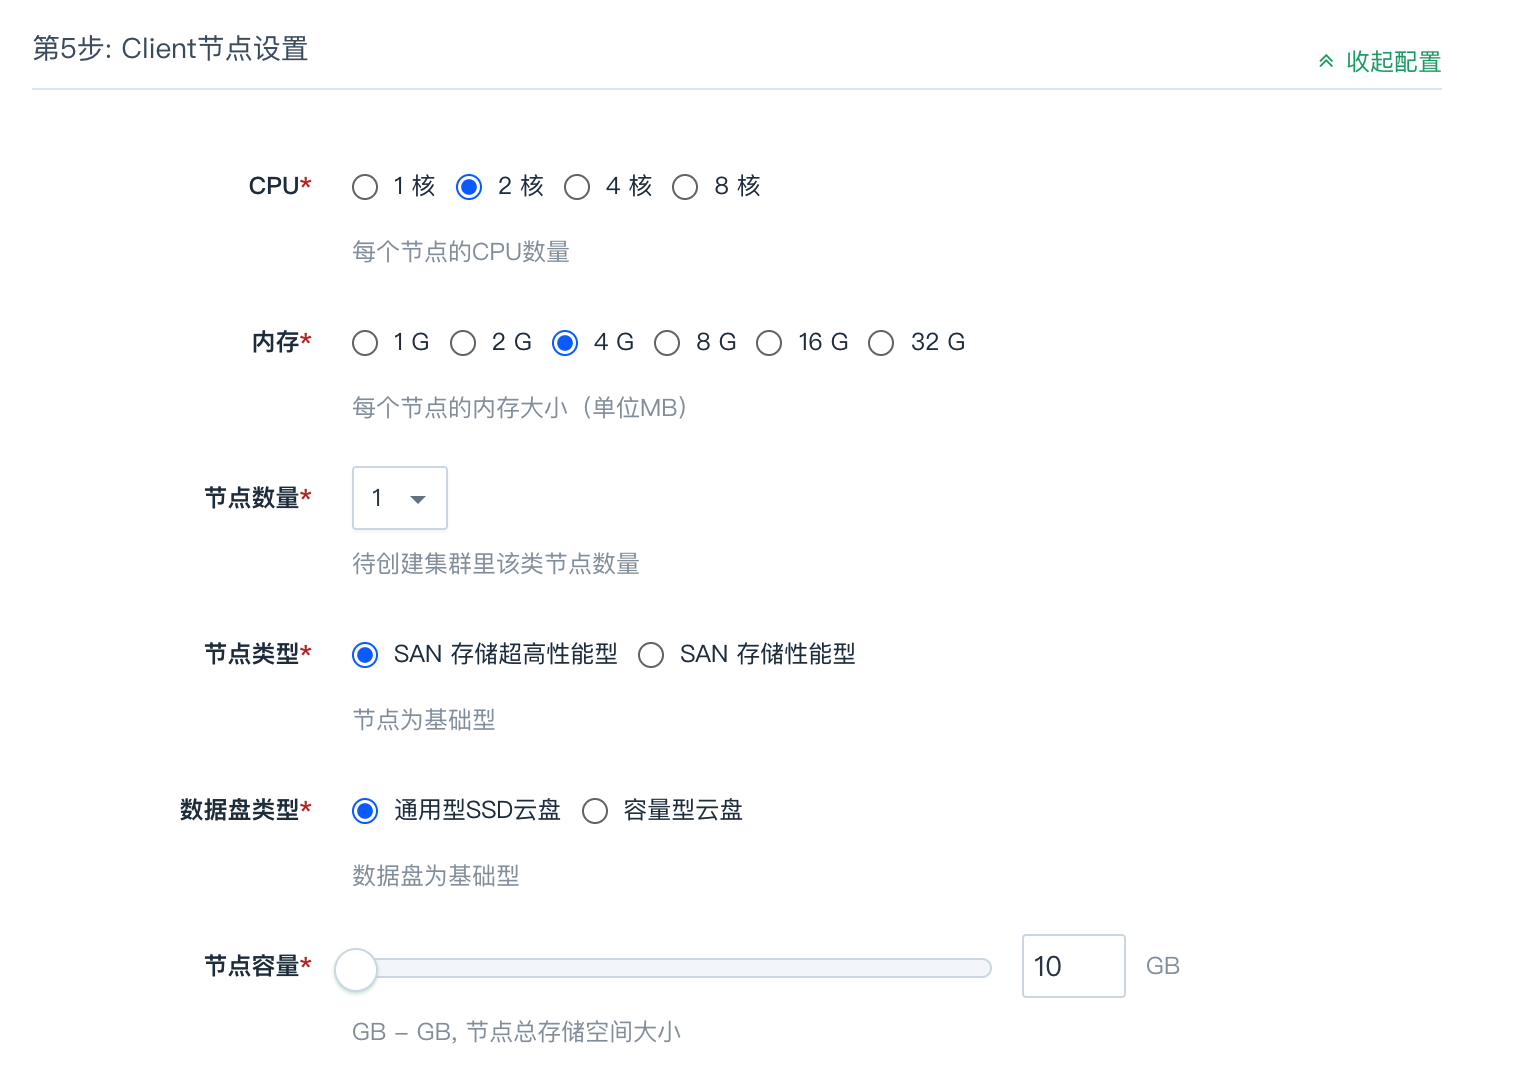 第5步: Client节点设置
收起配置
CPU* 1 核 2 核 4 核 8 核
每个节点的CPU数量
内存* 1 G 2 G 4 G 8 G 16 G 32 G
每个节点的内存大小（单位MB）
节点数量* 1
待创建集群里该类节点数量
节点类型* SAN 存储超高性能型 SAN 存储性能型
节点为基础型
数据盘类型* 通用型SSD云盘 容量型云盘
数据盘为基础型
节点容量* 10 GB
GB – GB, 节点总存储空间大小